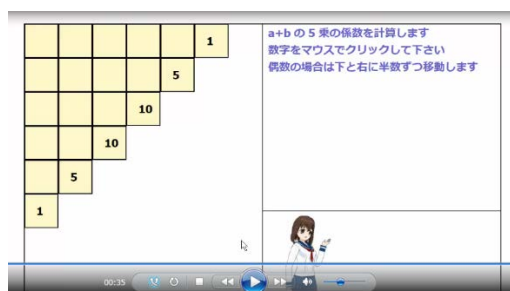 1
a+b の 5 乗の係数を計算します
数字をマウスでクリックして下さい
5
偶数の場合は下と右に半数ずつ移動します
10
10
5
1
00:35